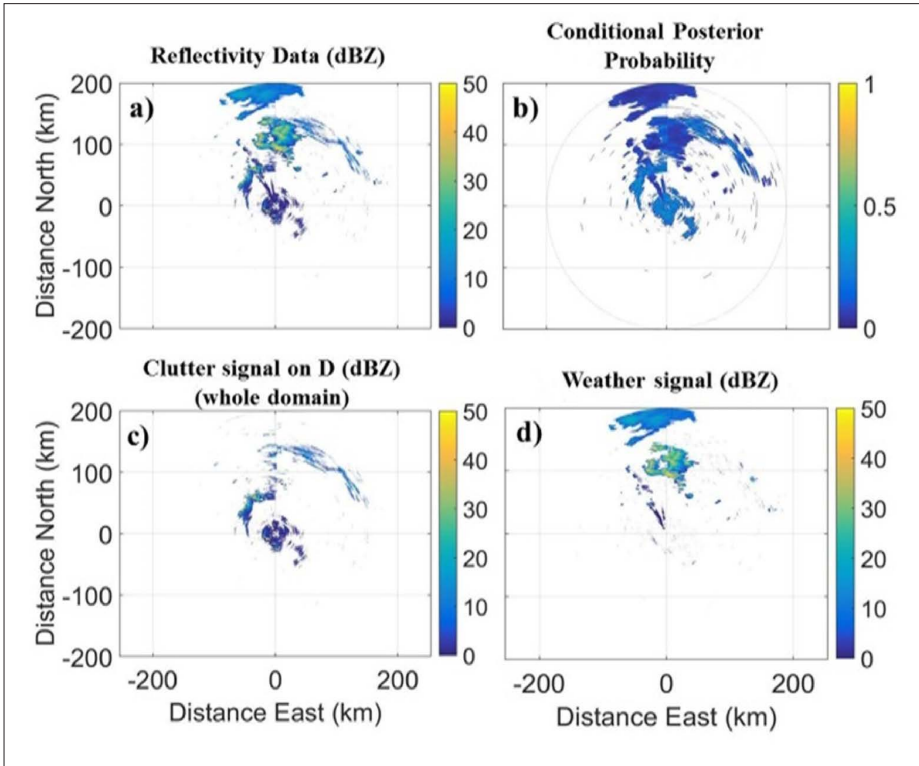 Reflectivity Data (dBZ)
Conditional Posterior
Probability
a)
b)
200
100
0
-100
-200
Distance North (km)
50
40
30
20
10
0
1
0.5
0
Clutter signal on D (dBZ)
(whole domain)
Weather signal (dBZ)
c)
d)
200
100
0
-100
-200
Distance North (km)
50
40
30
20
10
0
50
40
30
20
10
0
-200 0 200
Distance East (km)
-200 0 200
Distance East (km)